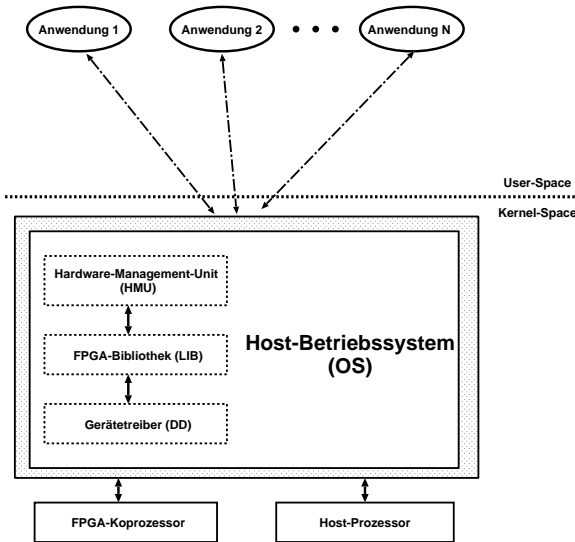 Anwendung 1
Anwendung 2
Anwendung N
User-Space
Kernel-Space
Hardware-Management-Unit
(HMU)
FPGA-Bibliothek (LIB)
Host-Betriebssystem
(OS)
Gerätetreiber (DD)
FPGA-Koprozessor
Host-Prozessor